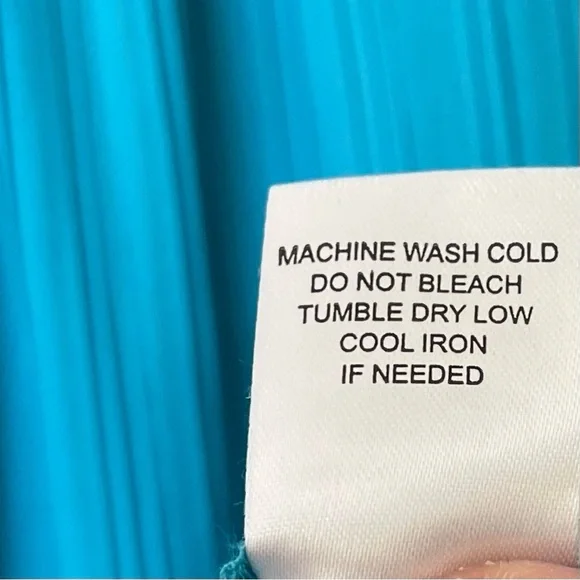 MACHINE WASH COLD
DO NOT BLEACH
TUMBLE DRY LOW
COOL IRON
IF NEEDED